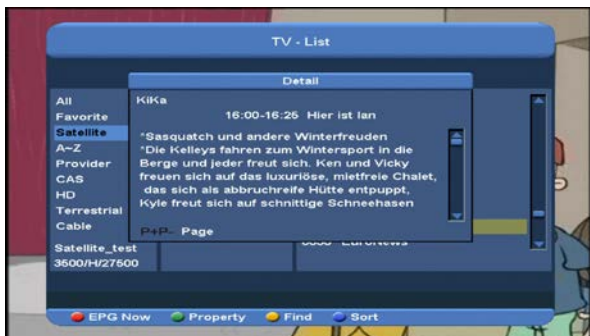 TV - List
Detail
All
Favorite
Satellite
A~Z
Provider
CAS
HD
Terrestrial
Cable
Satellite_test
3500/H/27500
KiKa
16:00-16:25 Hier ist Ian
*Sasquatch und andere Winterfreuden
*Die Kelleys fahren zum Wintersport in die
Berge und jeder freut sich. Ken und Vicky
freuen sich auf das luxuriöse, mietfreie Chalet,
das sich als abbruchreife Hütte entpuppt,
Kyle freut sich auf schnittige Schneehasen
P+P- Page
EuroNews
EPG Now Property Find Sort